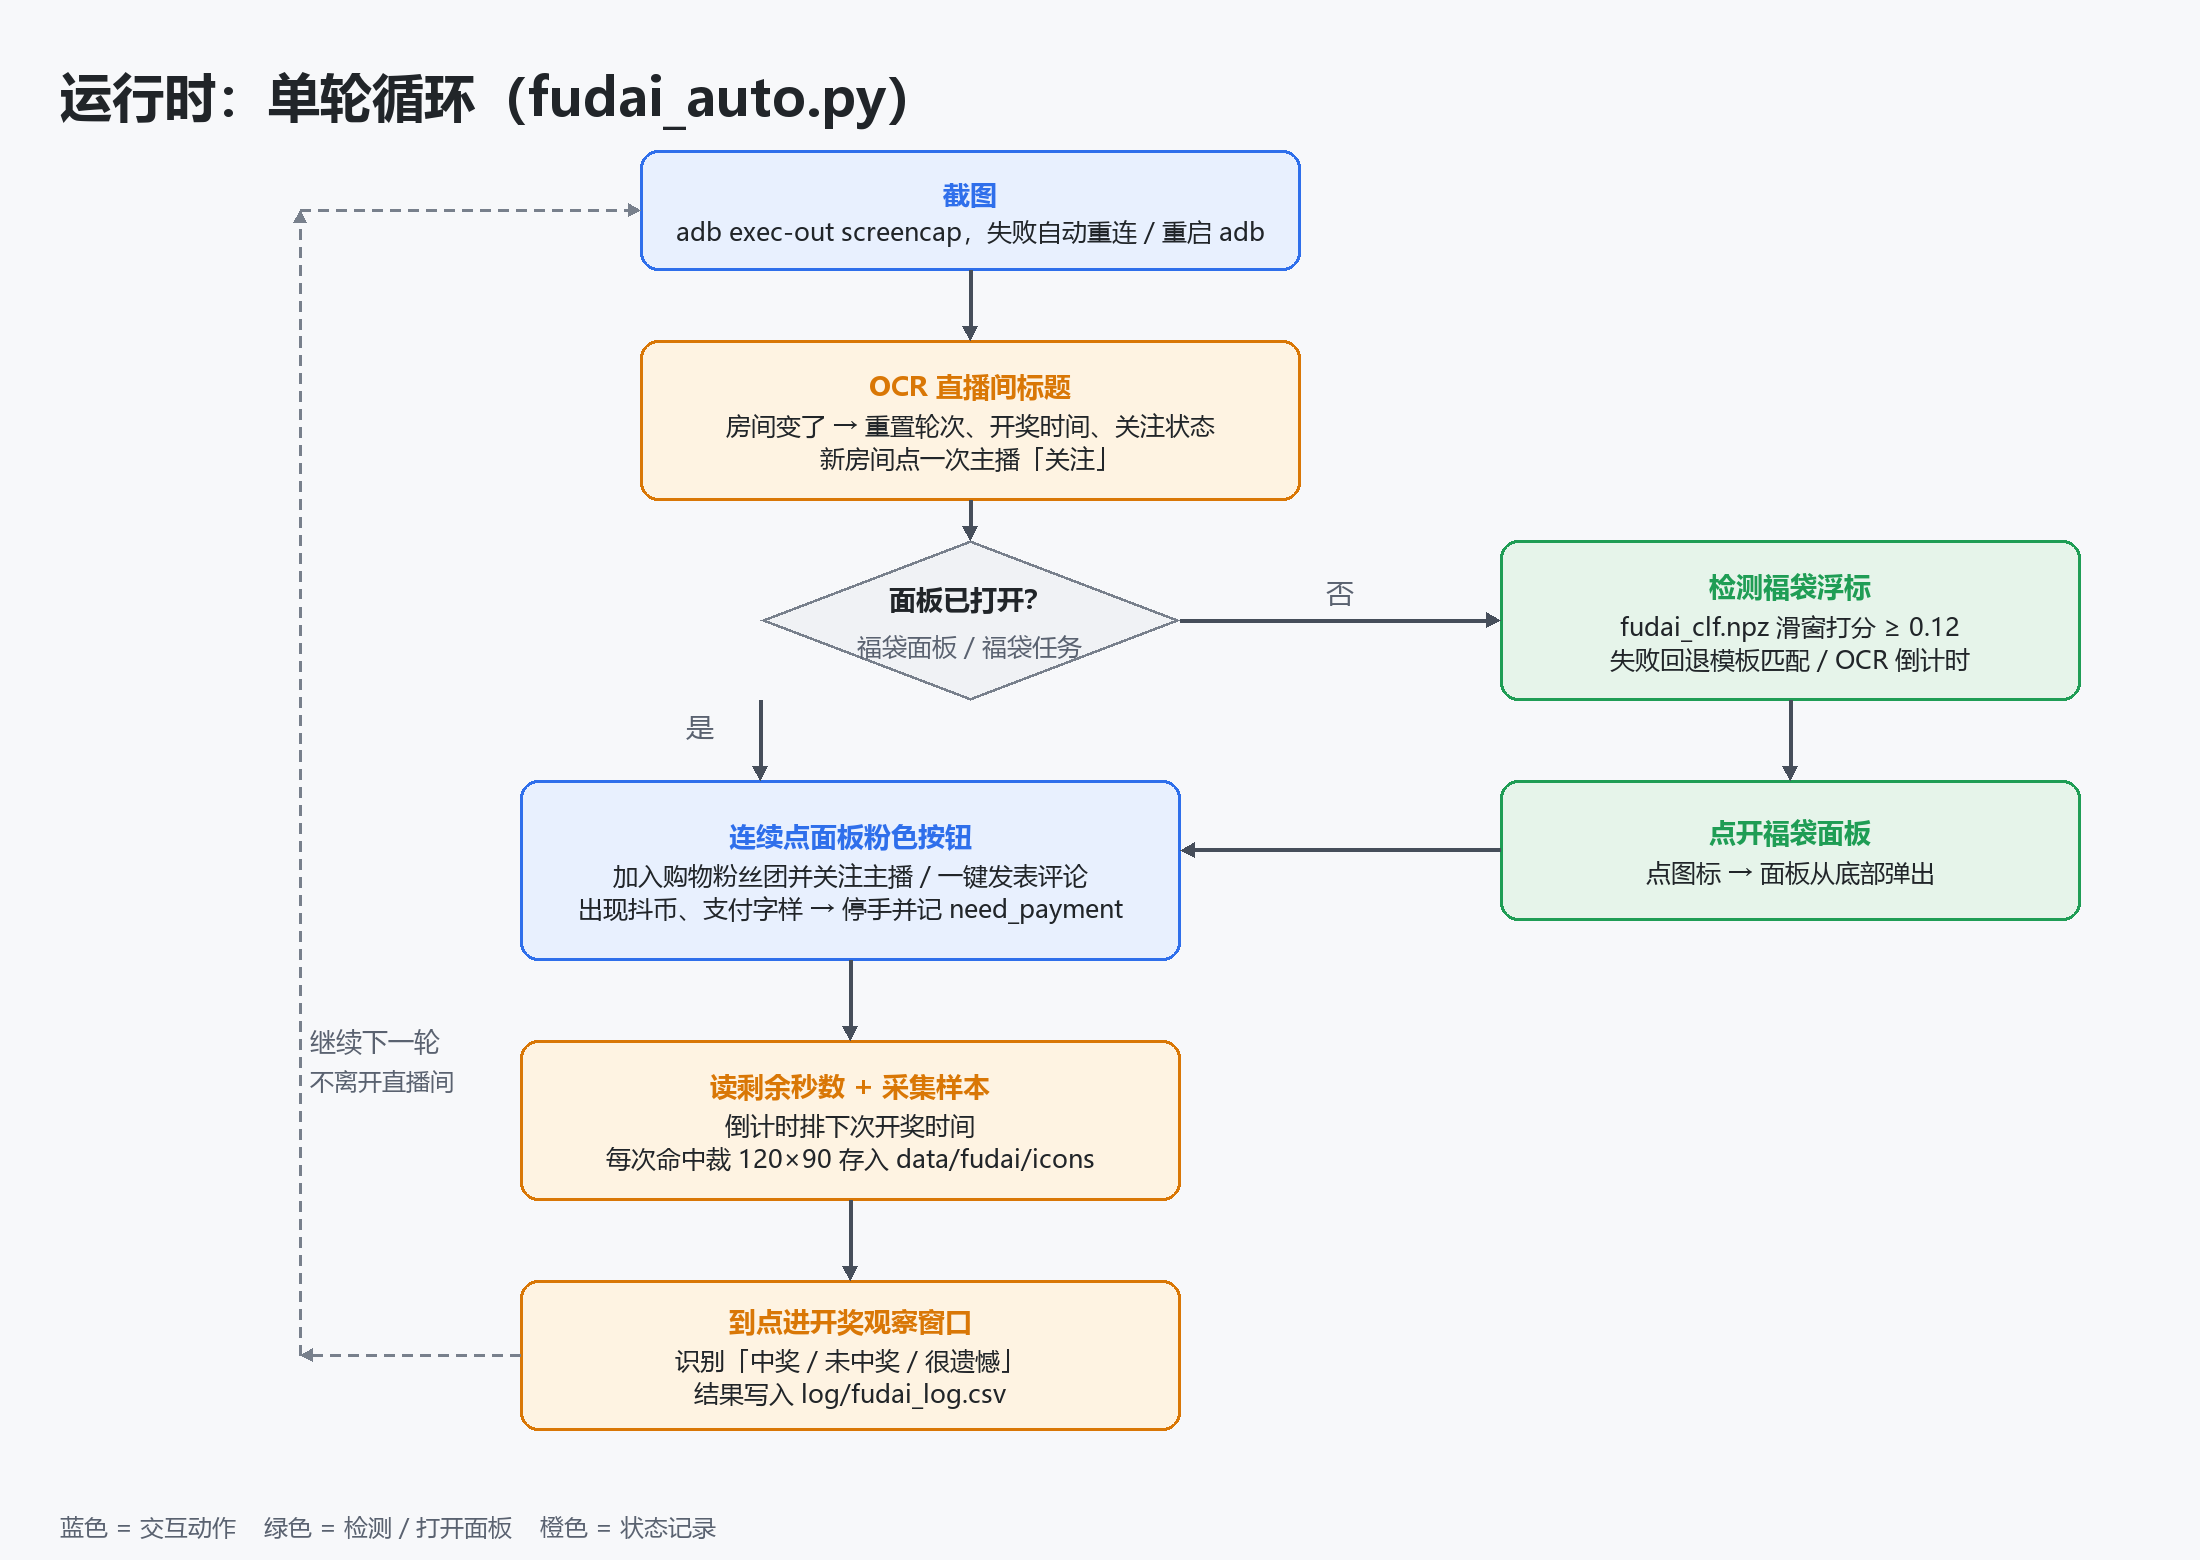 运行时：单轮循环（fudai_auto.py）
截图
adb exec-out screencap，失败自动重连 / 重启 adb
OCR 直播间标题
房间变了 → 重置轮次、开奖时间、关注状态
新房间点一次主播「关注」
面板已打开?
福袋面板 / 福袋任务
否
检测福袋浮标
fudai_clf.npz 滑窗打分 ≥ 0.12
失败回退模板匹配 / OCR 倒计时
是
连续点面板粉色按钮
加入购物粉丝团并关注主播 / 一键发表评论
出现抖币、支付字样 → 停手并记 need_payment
点开福袋面板
点图标 → 面板从底部弹出
继续下一轮
不离开直播间
读剩余秒数 + 采集样本
倒计时排下次开奖时间
每次命中裁 120×90 存入 data/fudai/icons
到点进开奖观察窗口
识别「中奖 / 未中奖 / 很遗憾」
结果写入 log/fudai_log.csv
蓝色 = 交互动作 绿色 = 检测 / 打开面板 橙色 = 状态记录